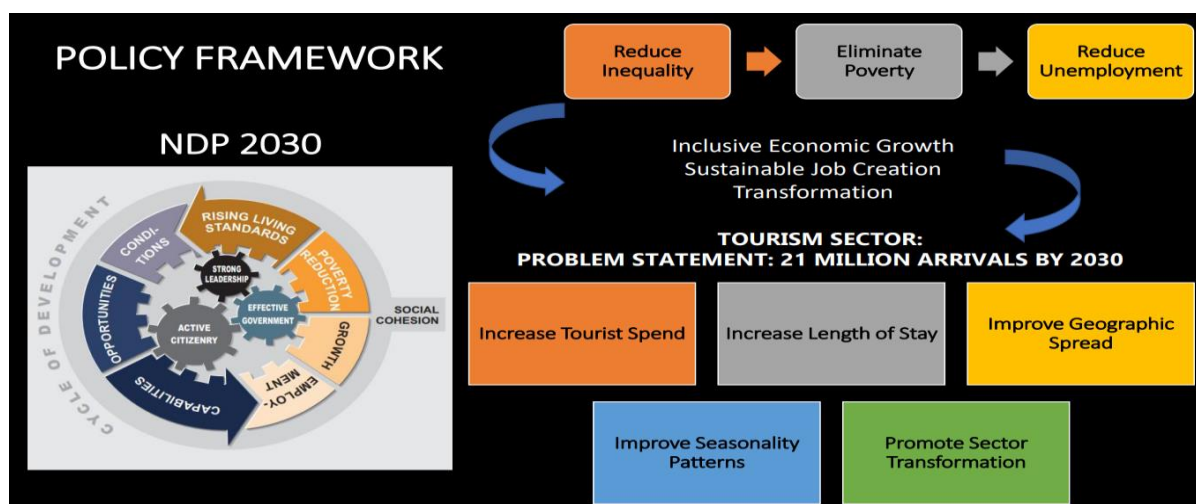 POLICY FRAMEWORK
NDP 2030
CYCLE OF DEVELOPMENT
RISING LIVING
STANDARDS
POVERTY
REDUCTION
GROWTH
EMPLOY-
MENT
CAPABILITIES
OPPORTUNITIES
CONDI-
TIONS
STRONG
LEADERSHIP
EFFECTIVE
GOVERNMENT
ACTIVE
CITIZENRY
SOCIAL
COHESION
Reduce
Inequality
Eliminate
Poverty
Reduce
Unemployment
Inclusive Economic Growth
Sustainable Job Creation
Transformation
TOURISM SECTOR:
PROBLEM STATEMENT: 21 MILLION ARRIVALS BY 2030
Increase Tourist Spend
Increase Length of Stay
Improve Geographic
Spread
Improve Seasonality
Patterns
Promote Sector
Transformation